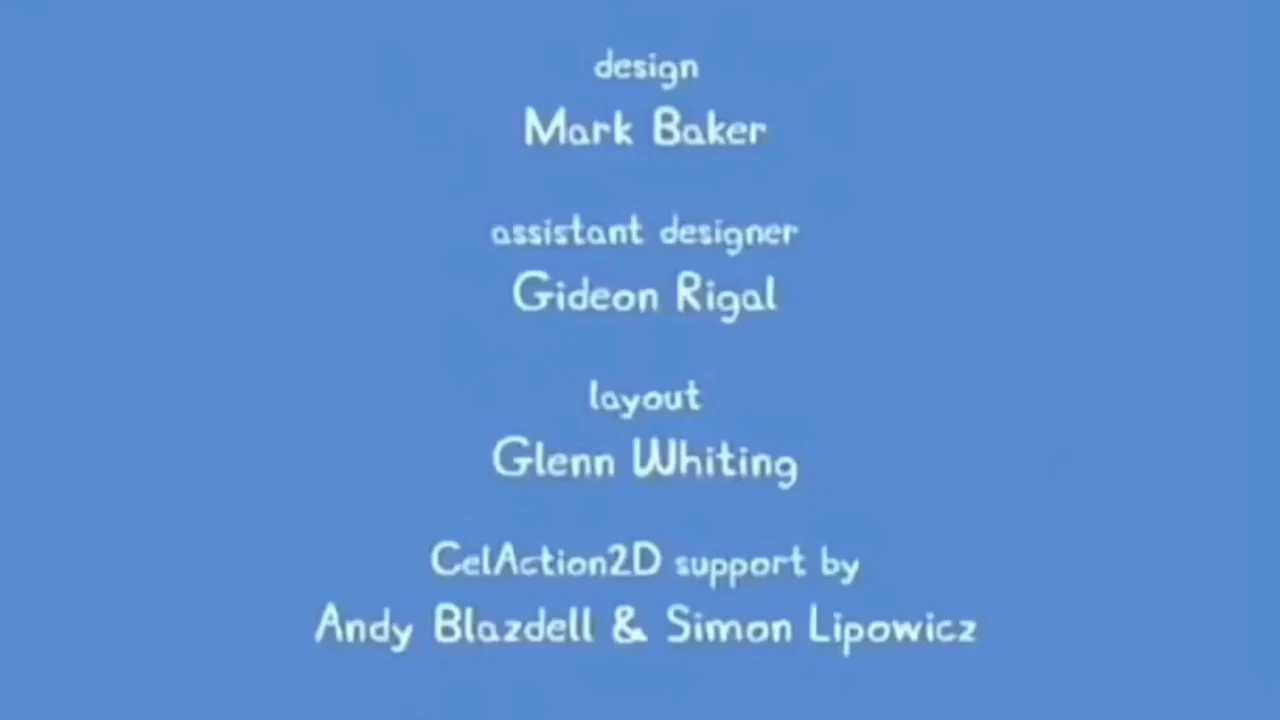 design
Mark Baker
assistant designer
Gideon Rigal
layout
Glenn Whiting
CelAction2D support by
Andy Blazdell & Simon Lipowicz